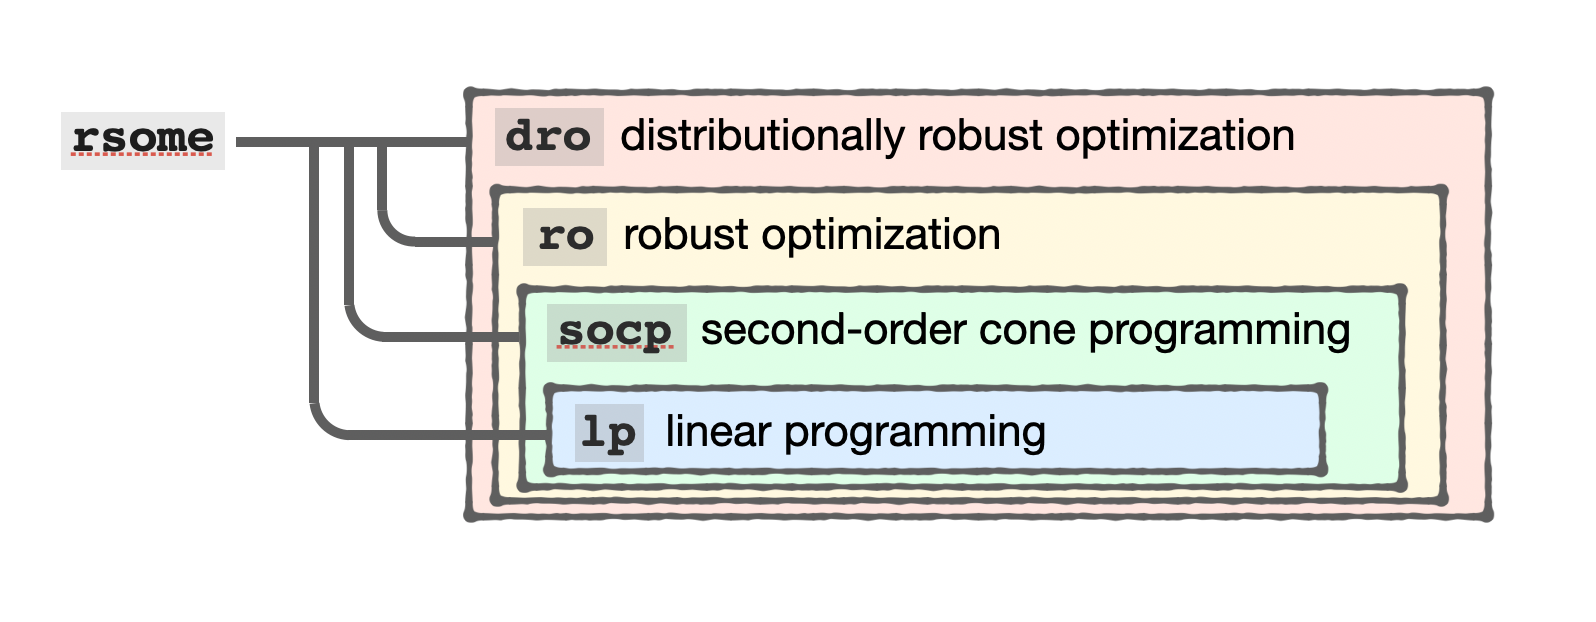 rsome
dro distributionally robust optimization
ro robust optimization
socp second-order cone programming
lp linear programming